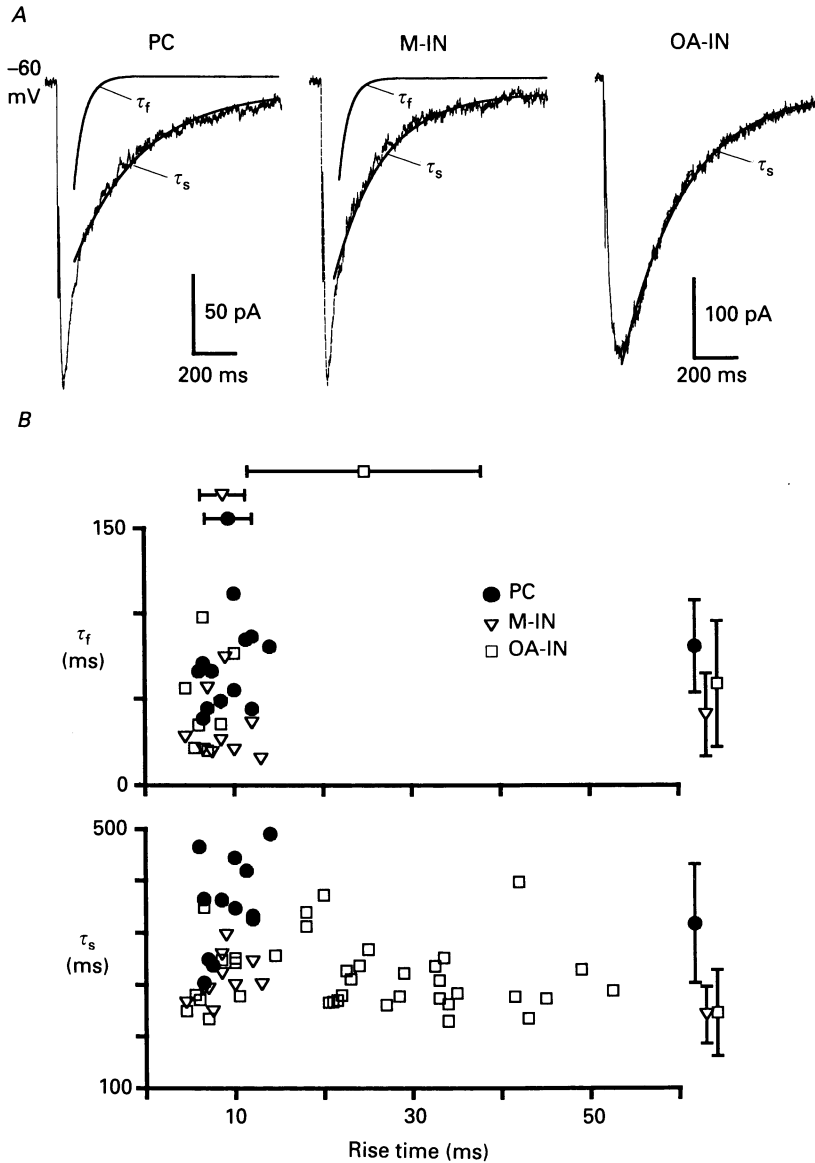 A
PC
M-IN
OA-IN
–60
mV
τf
τs
τf
τs
τs
50 pA
200 ms
100 pA
200 ms
B
150
τf
(ms)
0
PC
M-IN
OA-IN
500
τs
(ms)
100
10
30
50
Rise time (ms)